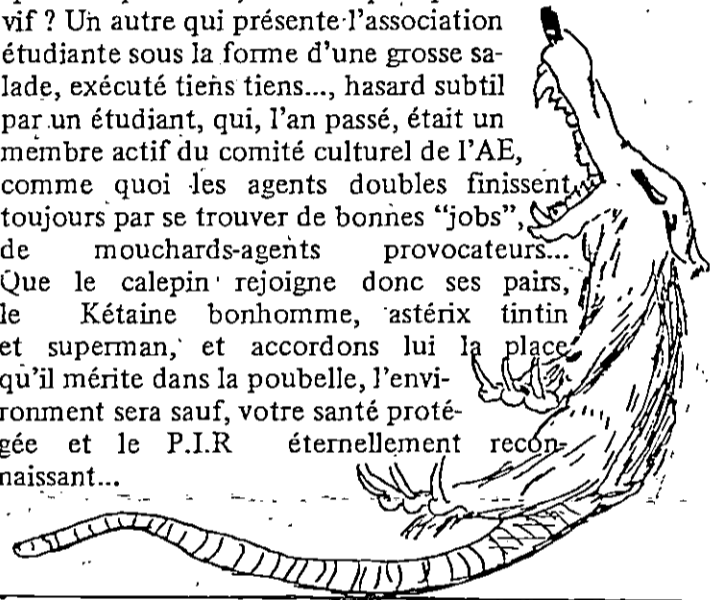 vif ? Un autre qui présente l'association
étudiante sous la forme d'une grosse sa-
lade, exécuté tiens tiens..., hasard subtil
par un étudiant, qui, l'an passé, était un
membre actif du comité culturel de l'AE,
comme quoi les agents doubles finissent
toujours par se trouver de bonnes “jobs”,
de mouchards-agents provocateurs...
Que le calepin rejoigne donc ses pairs,
le Kétaine bonhomme, astérix tintin
et superman, et accordons lui la place
qu'il mérite dans la poubelle, l'envi-
ronment sera sauf, votre santé proté-
gée et le P.I.R éternellement recon-
naissant...